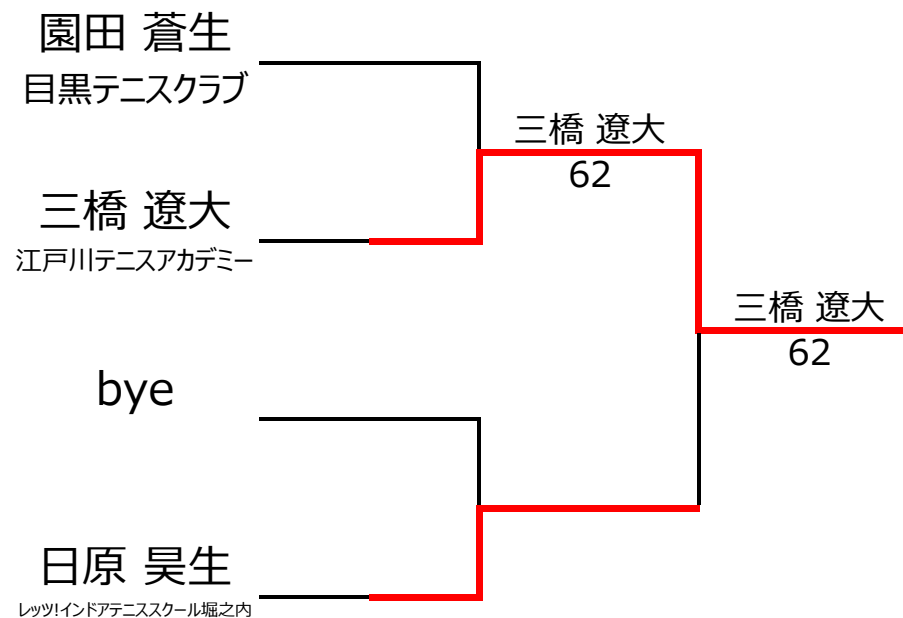 園田 蒼生
目黒テニスクラブ
三橋 遼大
62
三橋 遼大
江戸川テニスアカデミー
三橋 遼大
62
bye
日原 昊生
レッツ!インドアテニススクール堀之内